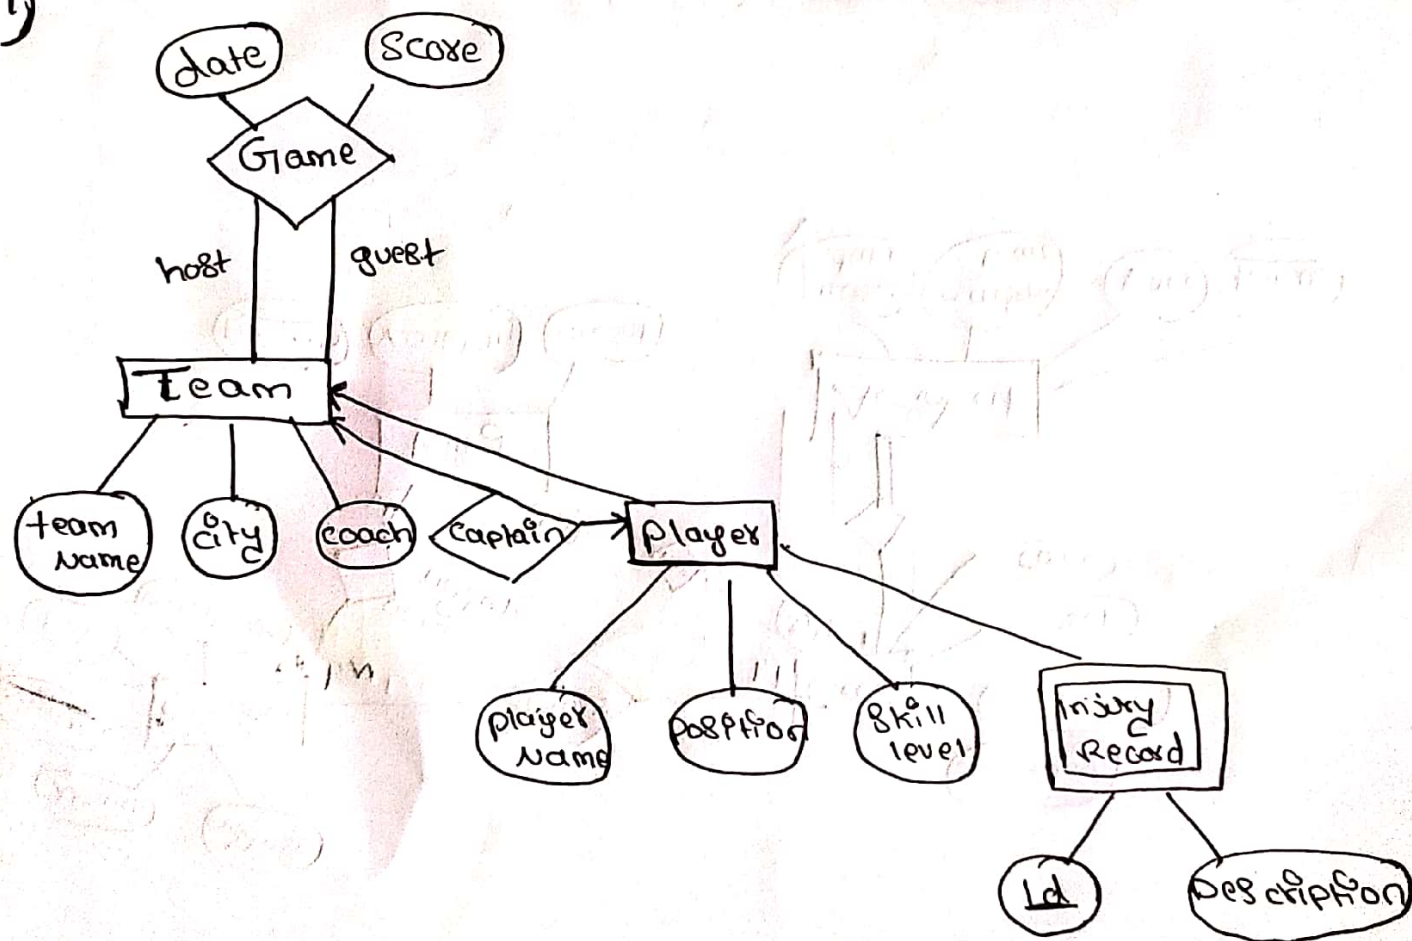 1)
date
Score
Game
host
guest
Team
team
Name
city
coach
captain
player
player
Name
position
Skill
level
Injury
Record
Id
Description